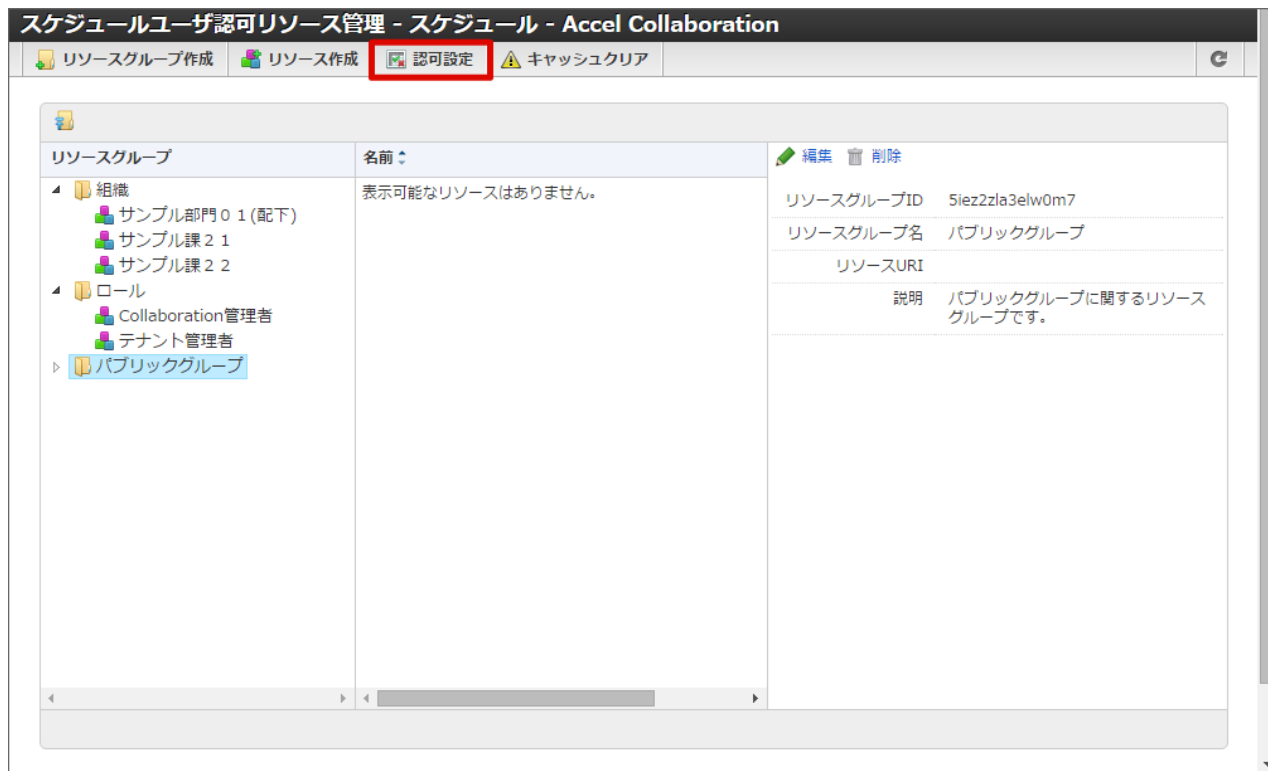 スケジュールユーザ認可リソース管理 - スケジュール - Accel Collaboration
リソースグループ作成 リソース作成 認可設定 キャッシュクリア
リソースグループ 名前
編集 削除
組織
サンプル部門０１(配下)
サンプル課２１
サンプル課２２
ロール
Collaboration管理者
テナント管理者
パブリックグループ
表示可能なリソースはありません。
リソースグループID 5iez2zla3elw0m7
リソースグループ名 パブリックグループ
リソースURI
説明 パブリックグループに関するリソース
グループです。